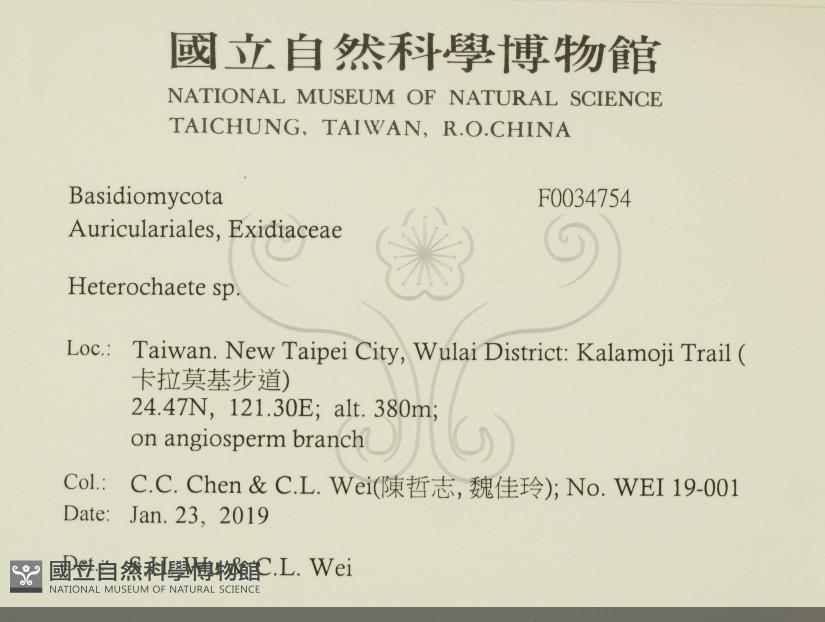 國立自然科學博物館
NATIONAL MUSEUM OF NATURAL SCIENCE
TAICHUNG, TAIWAN, R.O.CHINA
Basidiomycota F0034754
Auriculariales, Exidiaceae
Heterochaete sp.
Loc.: Taiwan. New Taipei City, Wulai District: Kalamoji Trail (
卡拉莫基步道)
24.47N, 121.30E; alt. 380m;
on angiosperm branch
Col.: C.C. Chen & C.L. Wei(陳哲志, 魏佳玲); No. WEI 19-001
Date: Jan. 23, 2019
Det.: S.H. Wu & C.L. Wei
國立自然科學博物館
NATIONAL MUSEUM OF NATURAL SCIENCE